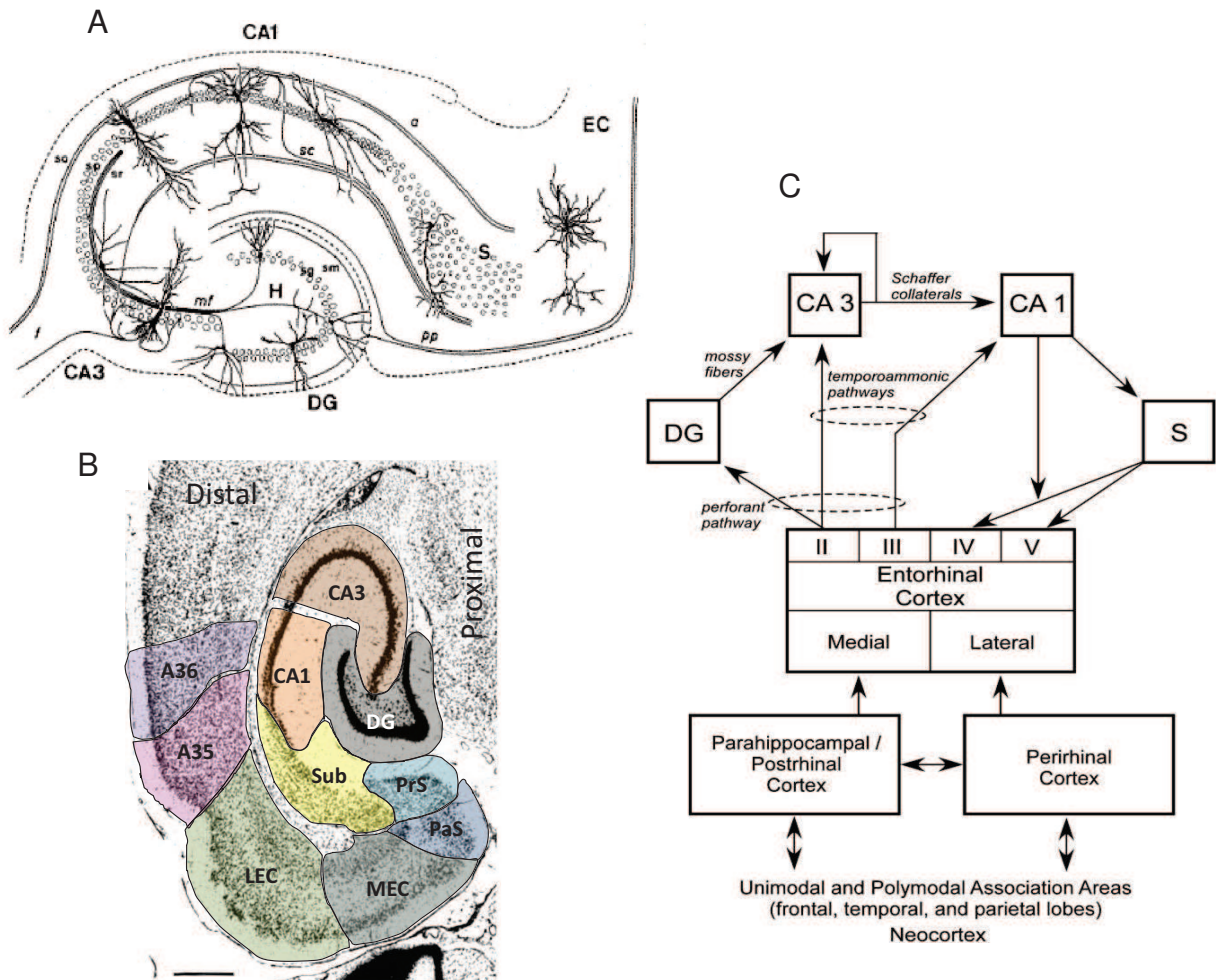 A
CA1
EC
a
so
sp
sr
sc
S
sg
sm
H
mf
pp
f
CA3
DG
B
Distal
Proximal
CA3
A36
CA1
DG
A35
Sub
PrS
PaS
LEC
MEC
C
CA 3
Schaffer
collaterals
CA 1
mossy
fibers
temporoammonic
pathways
DG
S
perforant
pathway
II
III
IV
V
Entorhinal
Cortex
Medial
Lateral
Parahippocampal /
Postrhinal
Cortex
Perirhinal
Cortex
Unimodal and Polymodal Association Areas
(frontal, temporal, and parietal lobes)
Neocortex